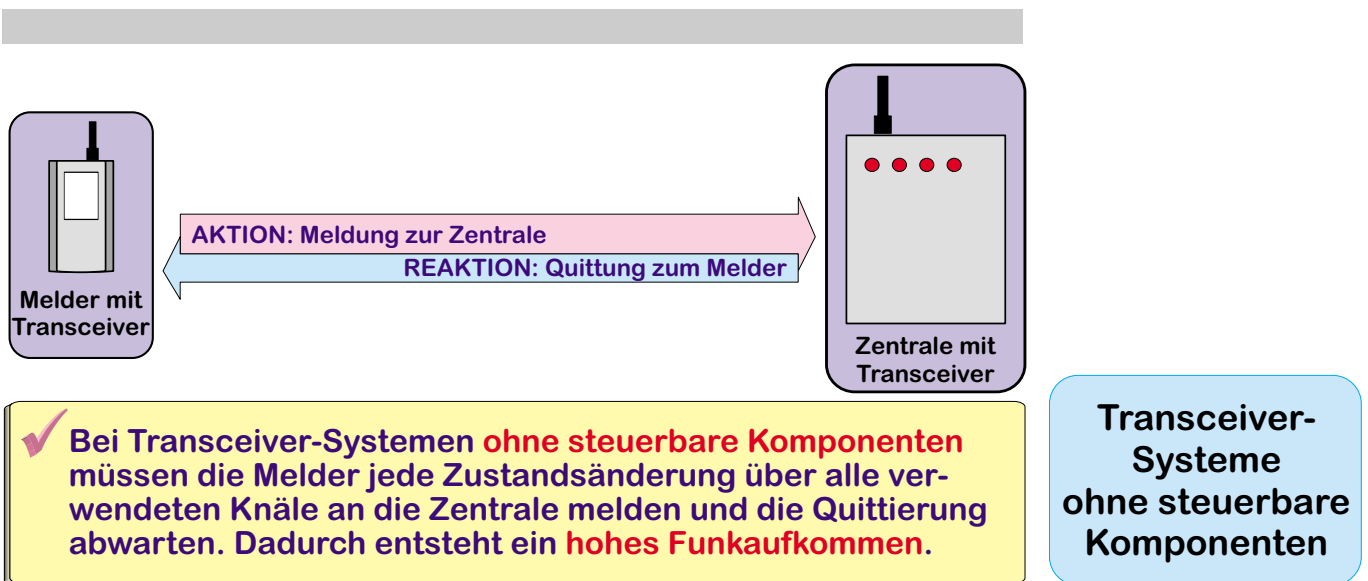 AKTION: Meldung zur Zentrale
REAKTION: Quittung zum Melder
Melder mit
Transceiver
Zentrale mit
Transceiver
Bei Transceiver-Systemen ohne steuerbare Komponenten
müssen die Melder jede Zustandsänderung über alle ver-
wendeten Knäle an die Zentrale melden und die Quittierung
abwarten. Dadurch entsteht ein hohes Funkaufkommen.
Transceiver-
Systeme
ohne steuerbare
Komponenten